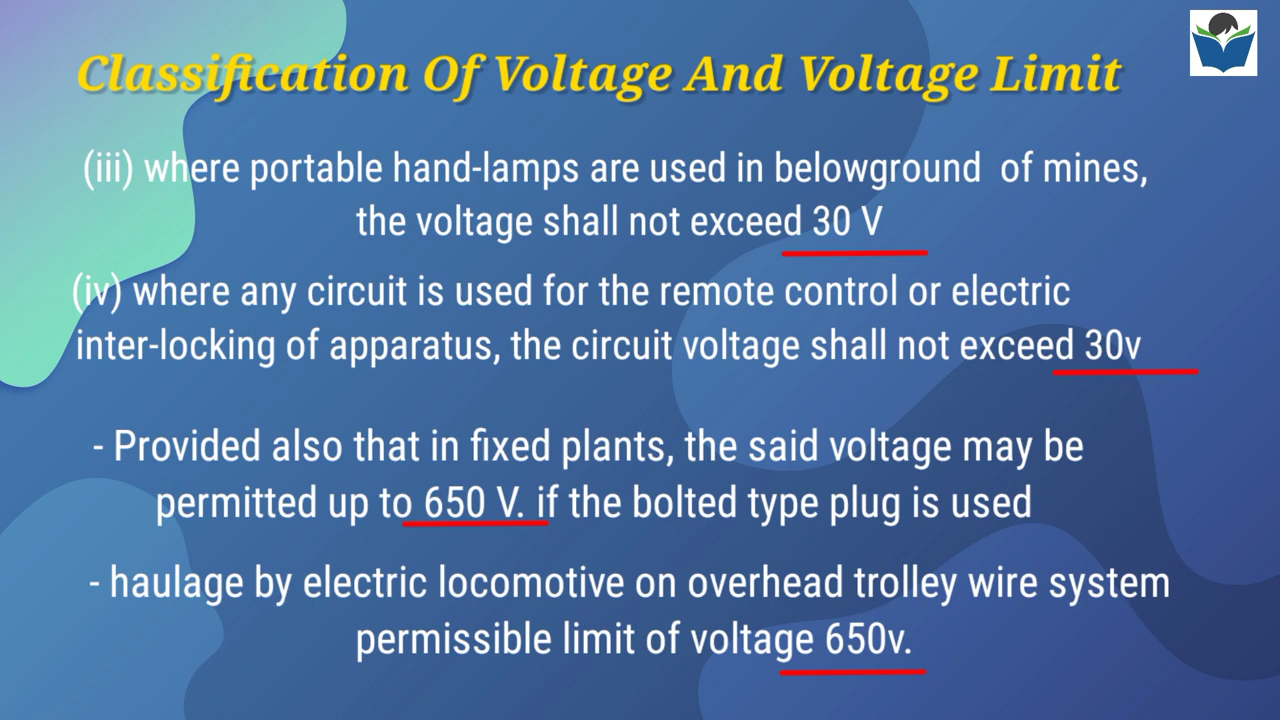 Classification Of Voltage And Voltage Limit
(iii) where portable hand-lamps are used in belowground of mines,
the voltage shall not exceed 30 V
(iv) where any circuit is used for the remote control or electric
inter-locking of apparatus, the circuit voltage shall not exceed 30v
- Provided also that in fixed plants, the said voltage may be
permitted up to 650 V. if the bolted type plug is used
- haulage by electric locomotive on overhead trolley wire system
permissible limit of voltage 650v.